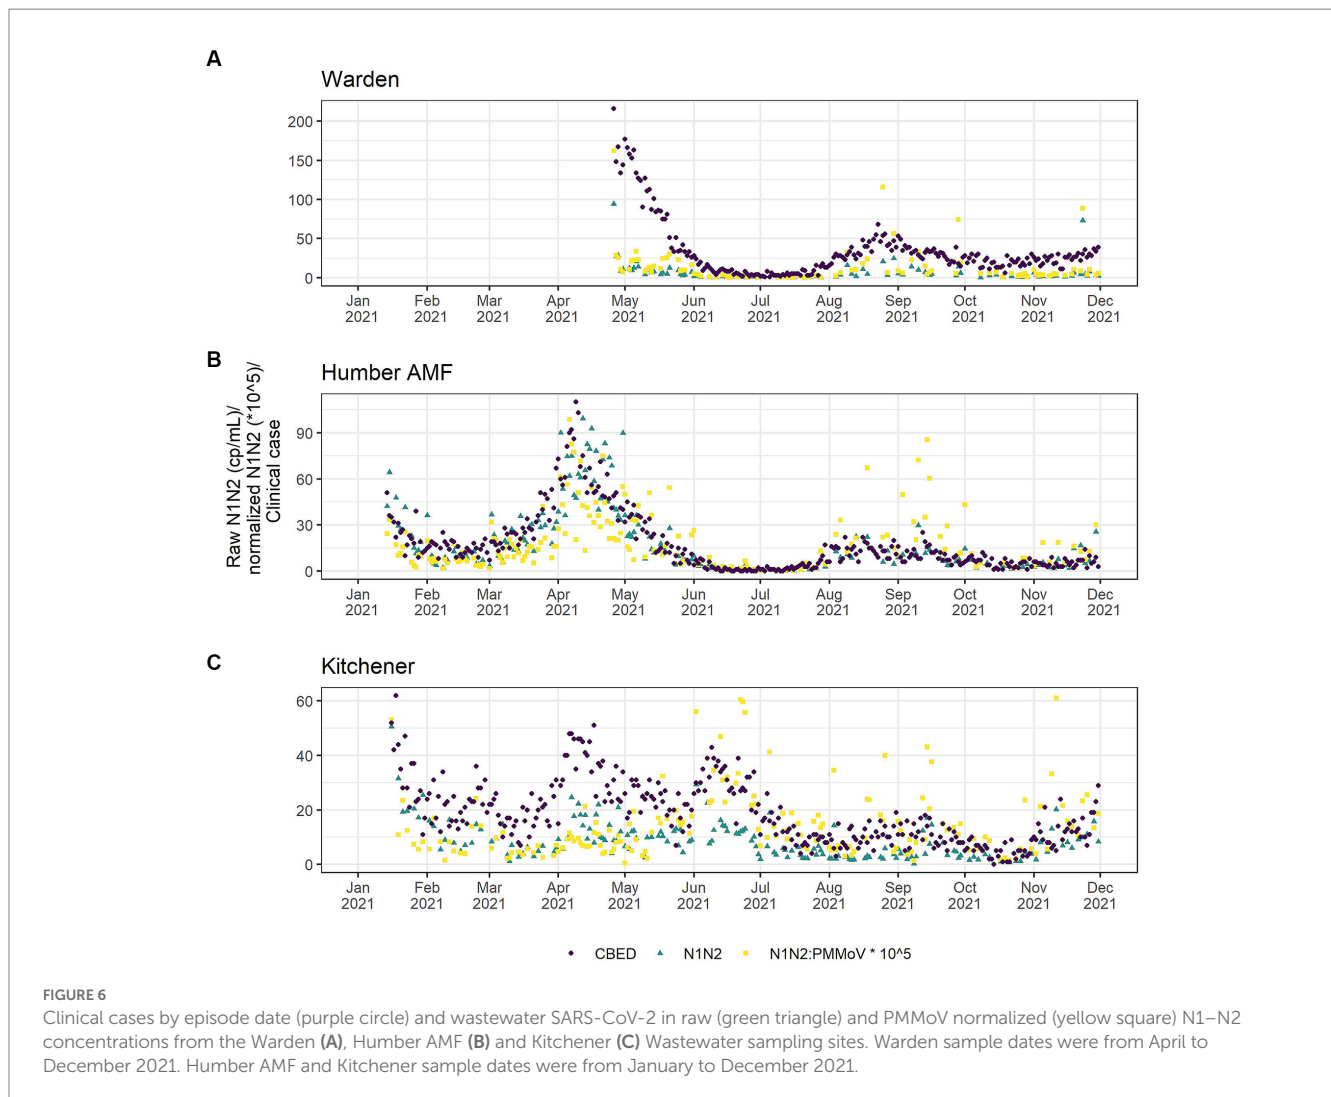 A
Warden
200
150
100
50
0
Jan Feb Mar Apr May Jun Jul Aug Sep Oct Nov Dec
2021 2021 2021 2021 2021 2021 2021 2021 2021 2021 2021 2021
B
Humber AMF
Raw N1N2 (cp/mL)/
normalized N1N2 (*10^5)/
Clinical case
90
60
30
0
Jan Feb Mar Apr May Jun Jul Aug Sep Oct Nov Dec
2021 2021 2021 2021 2021 2021 2021 2021 2021 2021 2021 2021
C
Kitchener
60
40
20
0
Jan Feb Mar Apr May Jun Jul Aug Sep Oct Nov Dec
2021 2021 2021 2021 2021 2021 2021 2021 2021 2021 2021 2021
CBED N1N2 N1N2:PMMoV * 10^5
FIGURE 6
Clinical cases by episode date (purple circle) and wastewater SARS-CoV-2 in raw (green triangle) and PMMoV normalized (yellow square) N1–N2
concentrations from the Warden (A), Humber AMF (B) and Kitchener (C) Wastewater sampling sites. Warden sample dates were from April to
December 2021. Humber AMF and Kitchener sample dates were from January to December 2021.